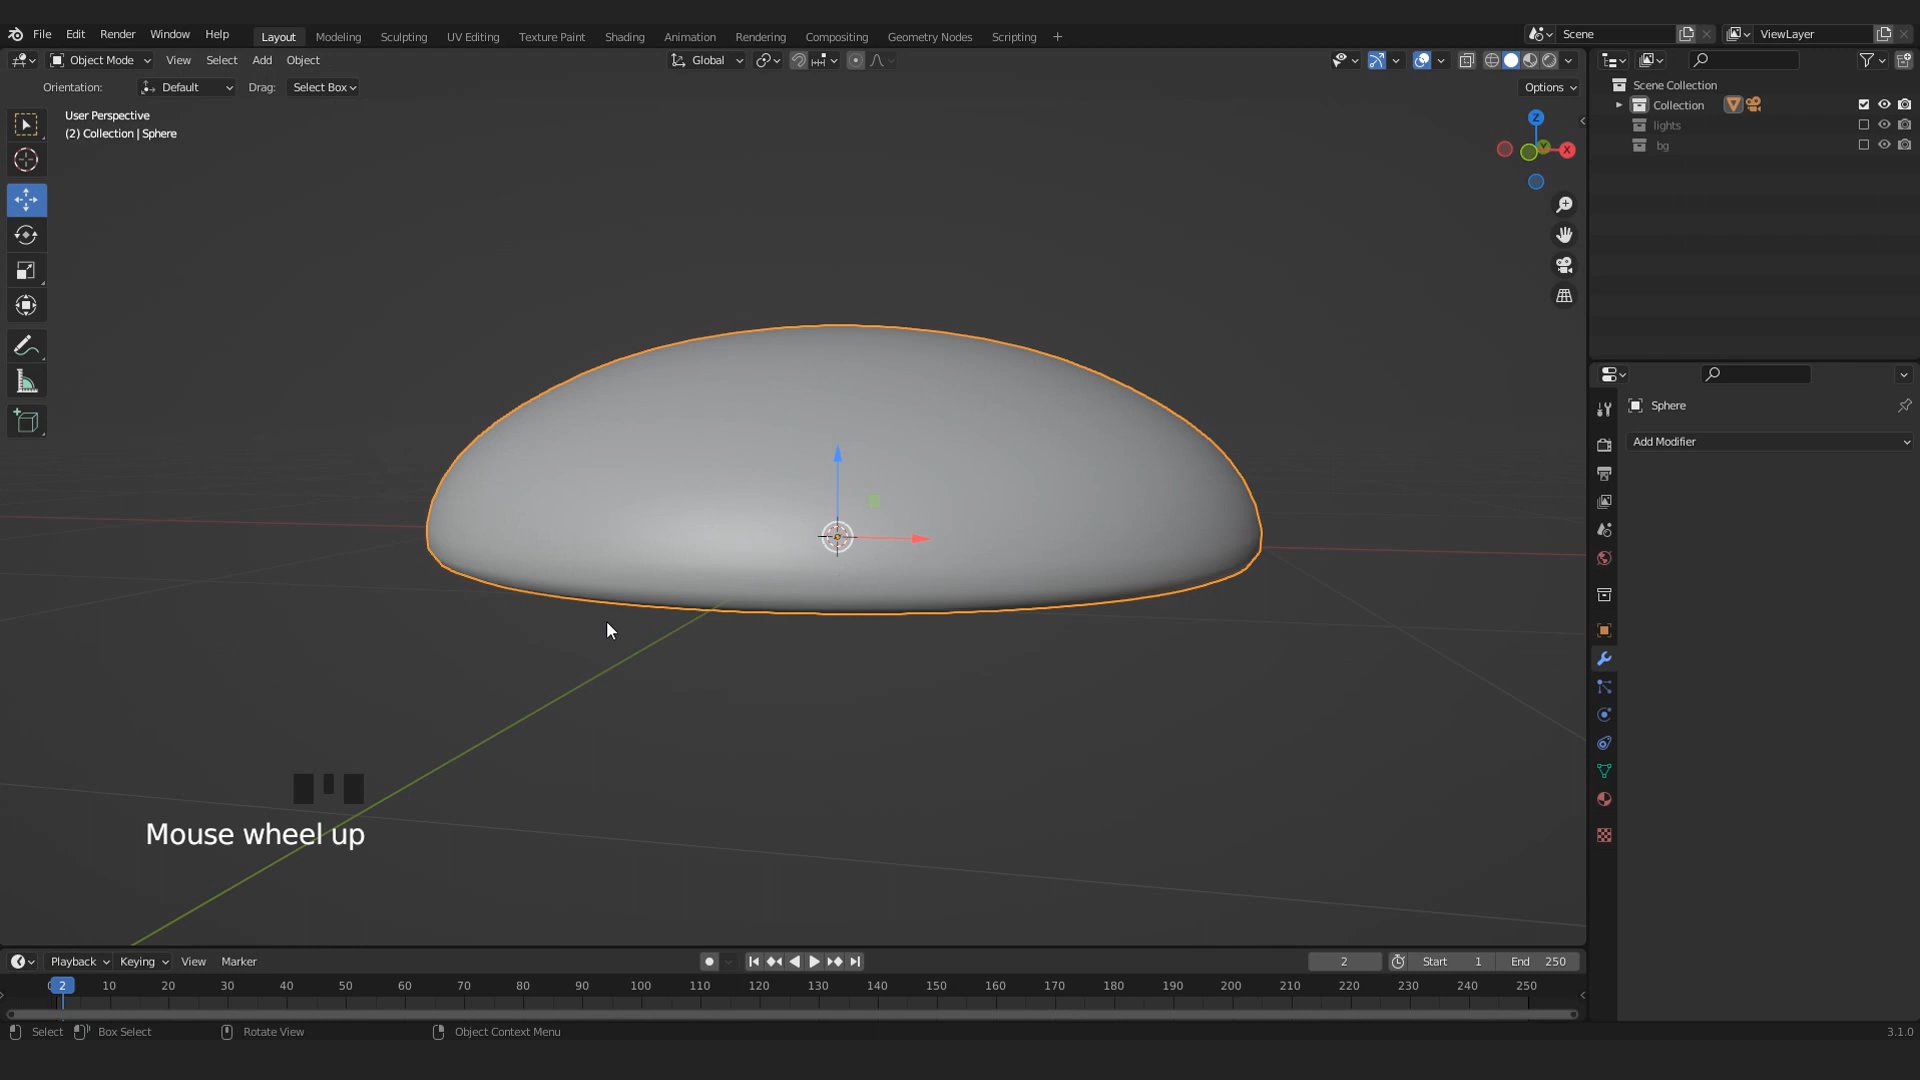 File Edit Render Window Help Layout Modeling Sculpting UV Editing Texture Paint Shading Animation Rendering Compositing Geometry Nodes Scripting + Scene ViewLayer
Object Mode View Select Add Object Global
Orientation: Default Drag: Select Box Options
User Perspective
(2) Collection | Sphere
Z
Y
X
Scene Collection
Collection
lights
bg
Sphere
Add Modifier
Mouse wheel up
Playback Keying View Marker 2 Start 1 End 250
2 10 20 30 40 50 60 70 80 90 100 110 120 130 140 150 160 170 180 190 200 210 220 230 240 250
Select Box Select Rotate View Object Context Menu 3.1.0